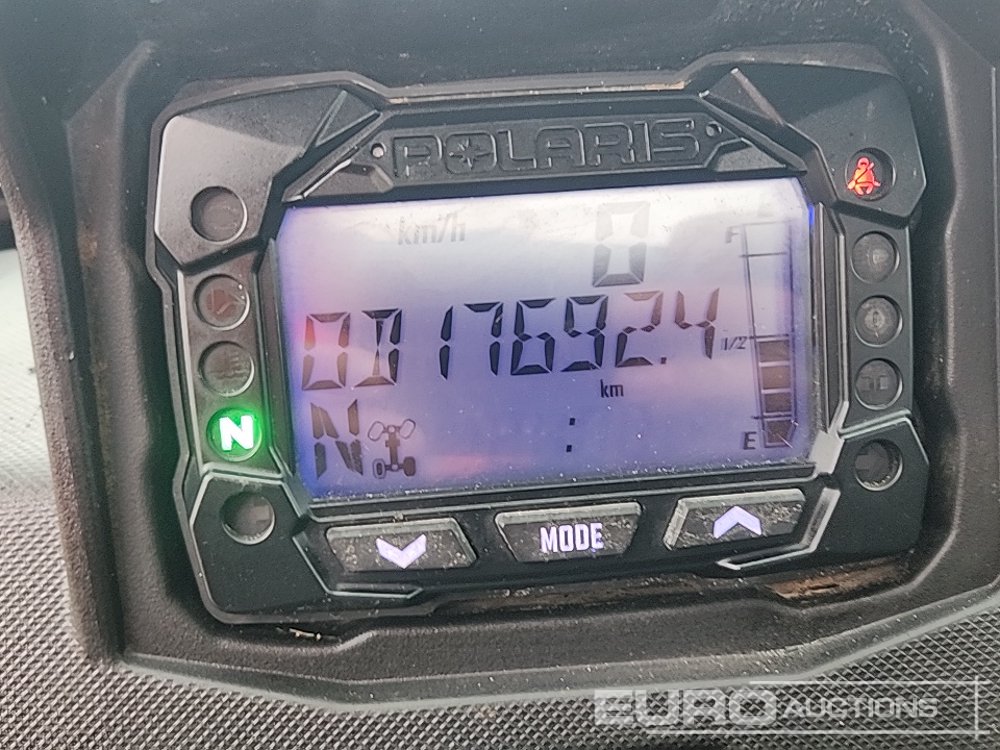 POLARIS
km/h 0
F
OD 17692.4
1/2
km
N
N
E
MODE
EURO AUCTIONS